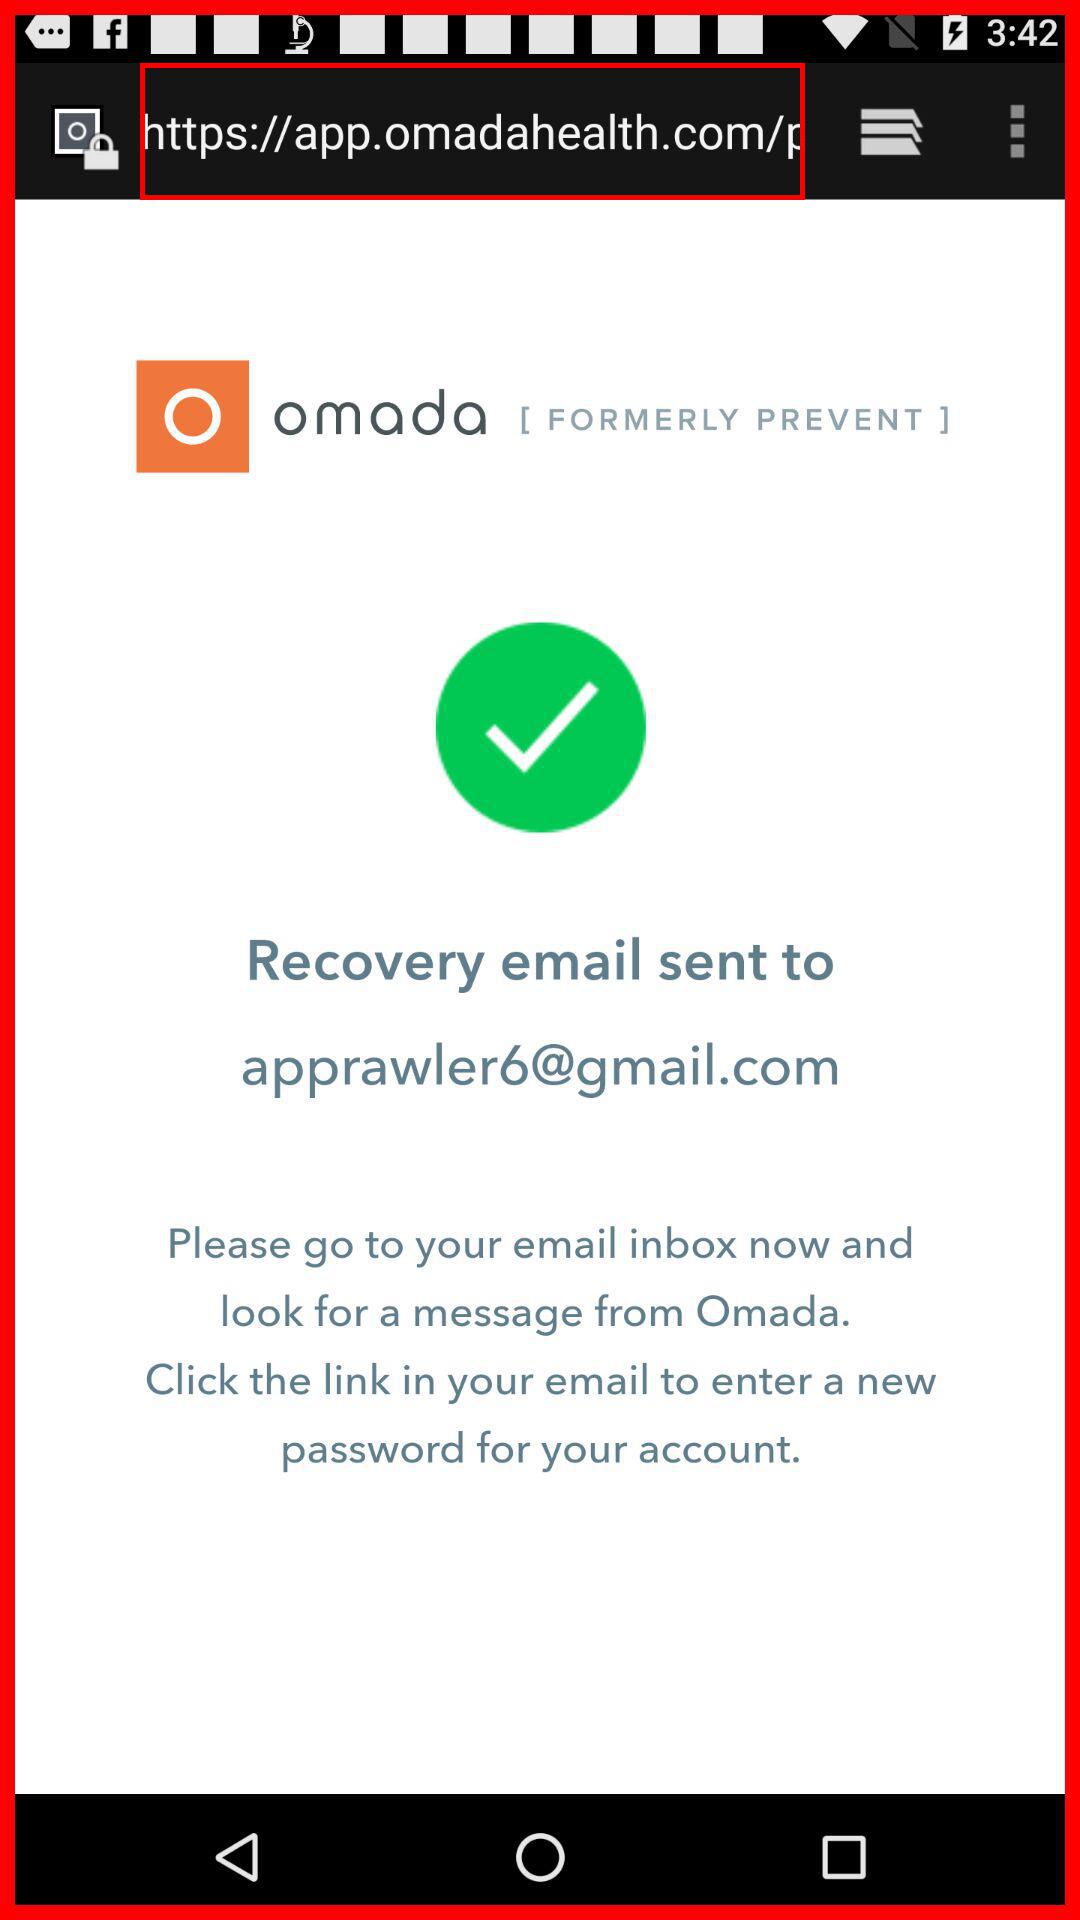 3:42
https://app.omadahealth.com/p
omada [ FORMERLY PREVENT ]
Recovery email sent to
apprawler6@gmail.com
Please go to your email inbox now and
look for a message from Omada.
Click the link in your email to enter a new
password for your account.